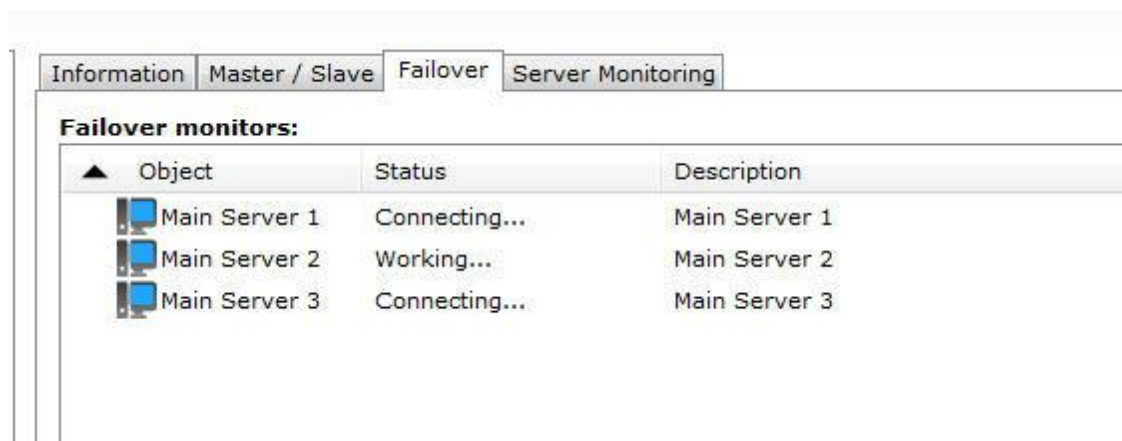 Information Master / Slave Failover Server Monitoring
Failover monitors:
Object Status Description
Main Server 1 Connecting... Main Server 1
Main Server 2 Working... Main Server 2
Main Server 3 Connecting... Main Server 3